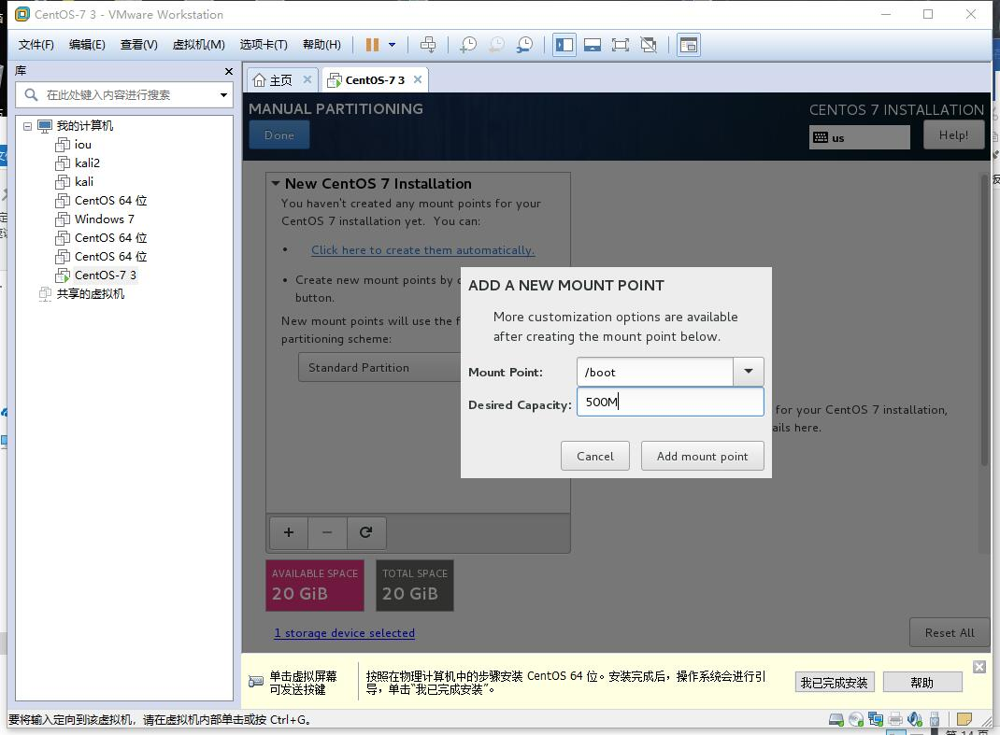 CentOS-7 3 - VMware Workstation
文件(F) 编辑(E) 查看(V) 虚拟机(M) 选项卡(T) 帮助(H)
库
在此处键入内容进行搜索
我的计算机
iou
kali2
kali
CentOS 64 位
Windows 7
CentOS 64 位
CentOS 64 位
CentOS-7 3
共享的虚拟机
主页 CentOS-7 3
MANUAL PARTITIONING
Done
CENTOS 7 INSTALLATION
us
Help!
New CentOS 7 Installation
You haven't created any mount points for your
CentOS 7 installation yet. You can:
• Click here to create them automatically.
• Create new mount points by
button.
New mount points will use the
partitioning scheme:
Standard Partition
ADD A NEW MOUNT POINT
More customization options are available
after creating the mount point below.
Mount Point: /boot
Desired Capacity: 500M
Cancel Add mount point
for your CentOS 7 installation,
ails here.
+ −
AVAILABLE SPACE
20 GiB
TOTAL SPACE
20 GiB
1 storage device selected
Reset All
单击虚拟屏幕
可发送按键
按照在物理计算机中的步骤安装 CentOS 64 位。安装完成后，操作系统会进行引
导，单击“我已完成安装”。
我已完成安装 帮助
要将输入定向到该虚拟机，请在虚拟机内部单击或按 Ctrl+G。